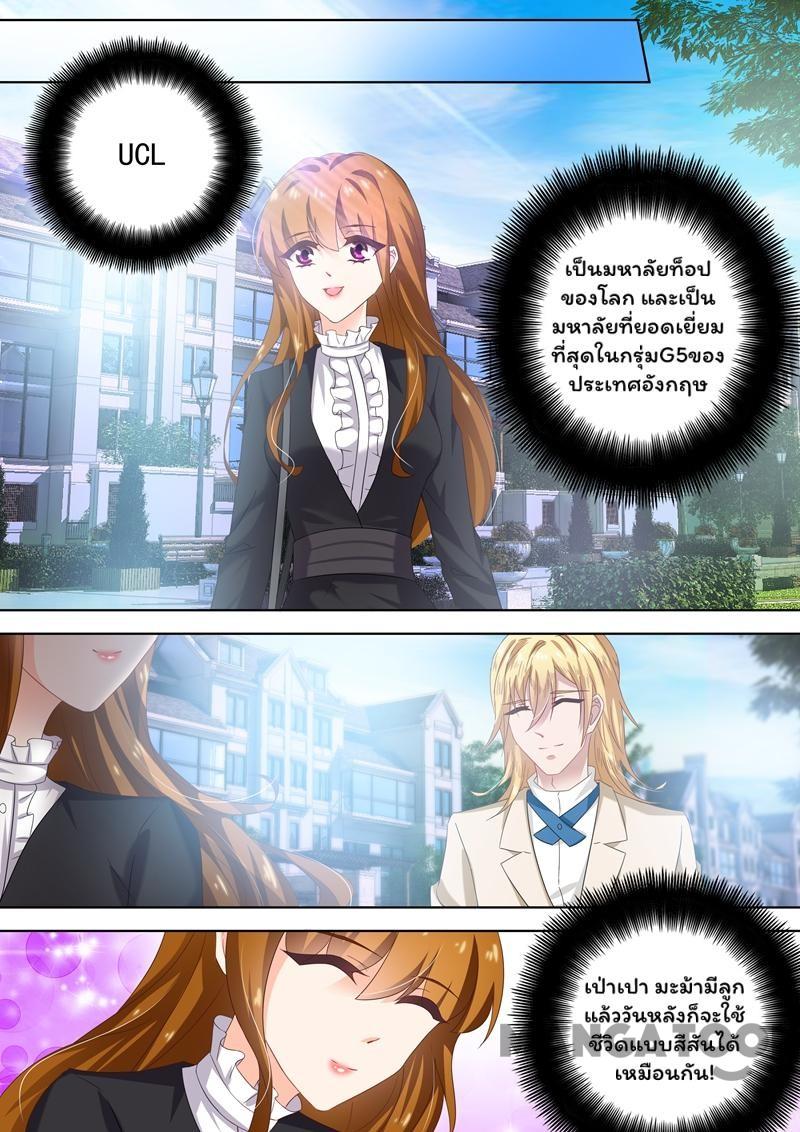 UCL
เป็นมหาลัยท็อป
ของโลก และเป็น
มหาลัยที่ยอดเยี่ยม
ที่สุดในกรุ่มG5ของ
ประเทศอังกฤษ
เป่าเปา มะม้ามีลูก
แล้ววันหลังก็จะใช้
ชีวิตแบบสีสันได้
เหมือนกัน!
MANGATOON